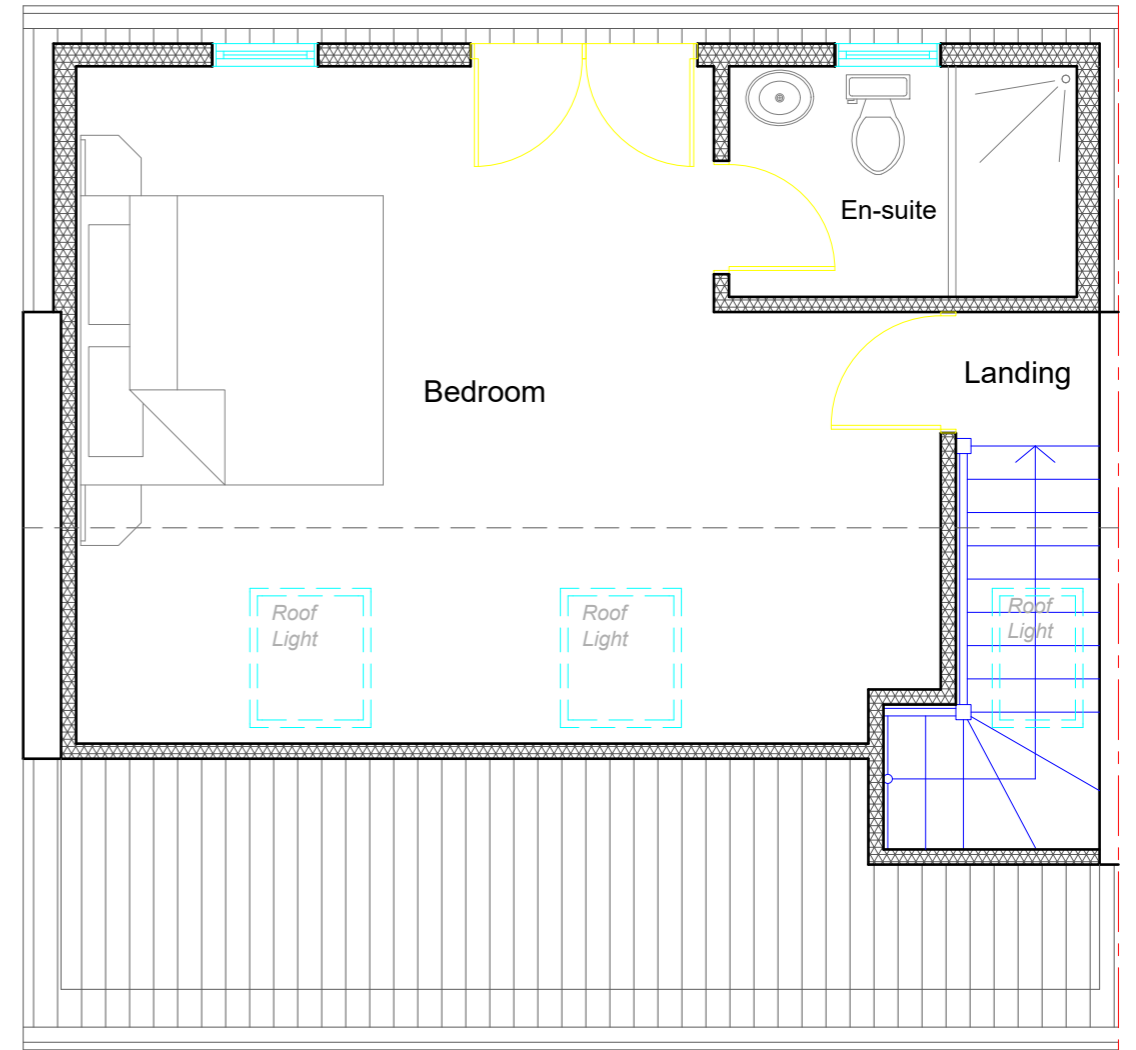 En-suite
Landing
Bedroom
Roof
Light
Roof
Light
Roof
Light